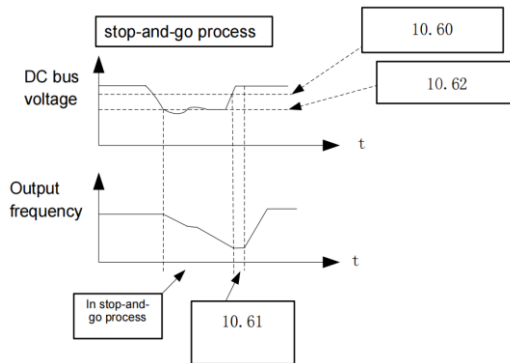 stop-and-go process
10.60
DC bus
voltage
10.62
t
Output
frequency
t
In stop-and-
go process
10.61